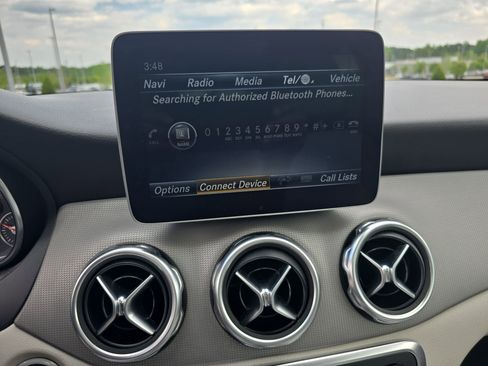 3:48
Navi Radio Media Tel/ Vehicle
Searching for Authorized Bluetooth Phones...
0 1 2 3 4 5 6 7 8 9 * # +
Options Connect Device Call Lists